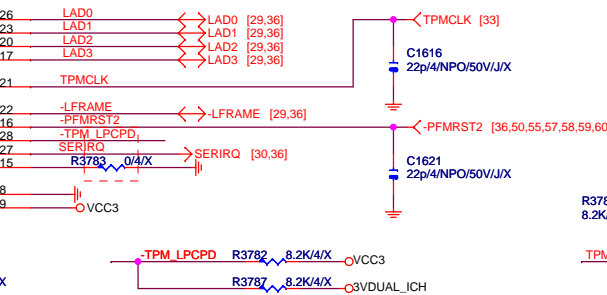 26 LAD0 LAD0 [29,36] TPMCLK [33]
23 LAD1 LAD1 [29,36]
20 LAD2 LAD2 [29,36]
17 LAD3 LAD3 [29,36]
C1616
22p/4/NPO/50V/J/X
21 TPMCLK
22 -LFRAME -LFRAME [29,36]
16 -PFMRST2 -PFMRST2 [36,50,55,57,58,59,60
28 -TPM_LPCPD
27 SERIRQ SERIRQ [30,36]
15 R3783 0/4/X
C1621
22p/4/NPO/50V/J/X
8
9 VCC3
R378
8.2K/
-TPM_LPCPD R3782 8.2K/4/X VCC3
-TPM
X R3787 8.2K/4/X 3VDUAL_ICH